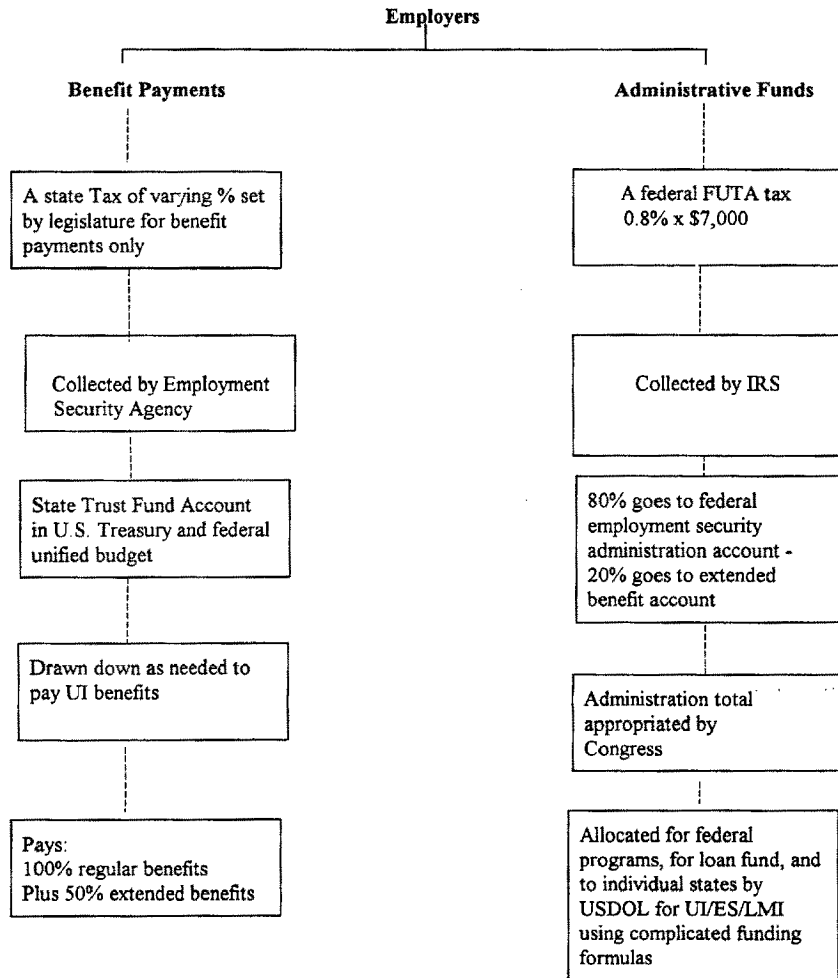 Employers
Benefit Payments
Administrative Funds
A state Tax of varying % set
by legislature for benefit
payments only
A federal FUTA tax
0.8% x $7,000
Collected by Employment
Security Agency
Collected by IRS
State Trust Fund Account
in U.S. Treasury and federal
unified budget
80% goes to federal
employment security
administration account -
20% goes to extended
benefit account
Drawn down as needed to
pay UI benefits
Administration total
appropriated by
Congress
Pays:
100% regular benefits
Plus 50% extended benefits
Allocated for federal
programs, for loan fund, and
to individual states by
USDOL for UI/ES/LMI
using complicated funding
formulas